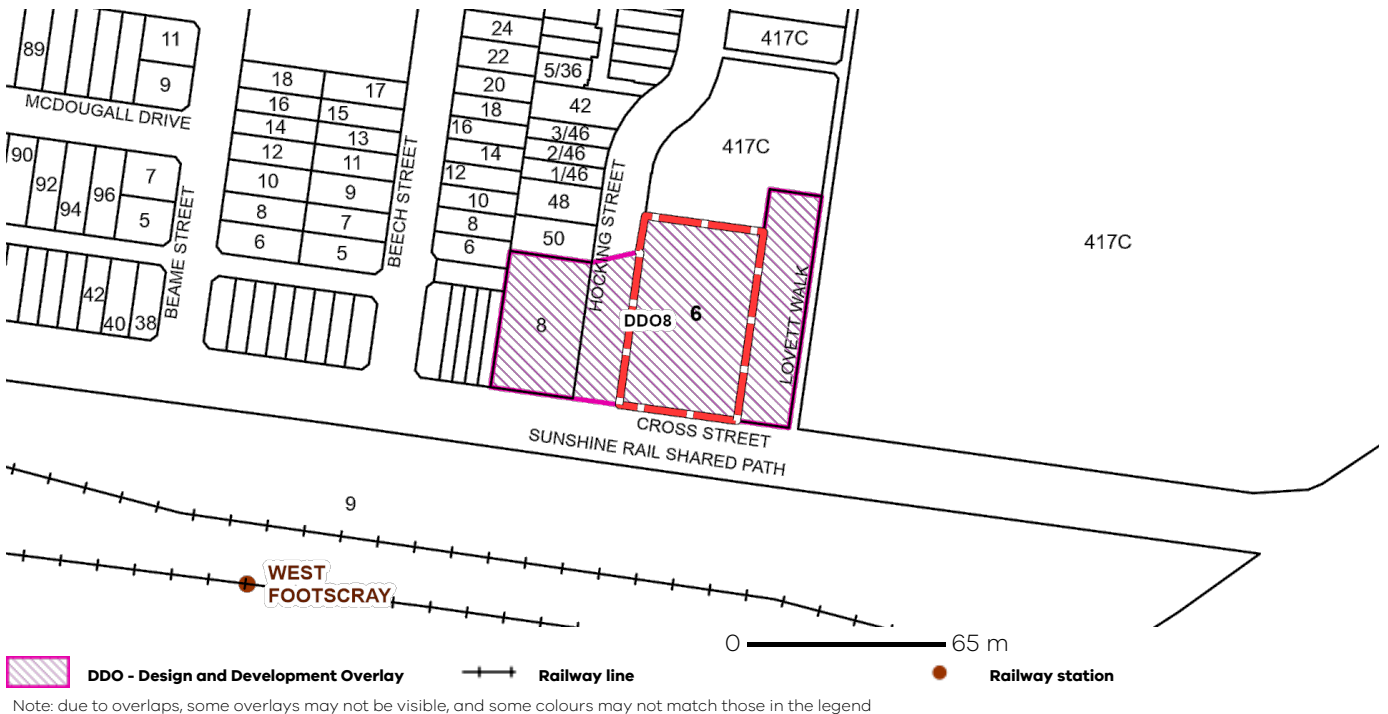 89
11
9
MCDOUGALL DRIVE
90
92
94
96
7
5
BEAME STREET
42
40
38
18
17
16
15
14
13
12
11
10
9
8
7
6
5
BEECH STREET
24
22
20
18
16
14
12
10
8
6
5/36
42
3/46
2/46
1/46
48
50
HOCKING STREET
8
DDO8
6
417C
417C
417C
LOVETT WALK
CROSS STREET
SUNSHINE RAIL SHARED PATH
9
WEST
FOOTSCRAY
0 65 m
DDO - Design and Development Overlay Railway line Railway station
Note: due to overlaps, some overlays may not be visible, and some colours may not match those in the legend